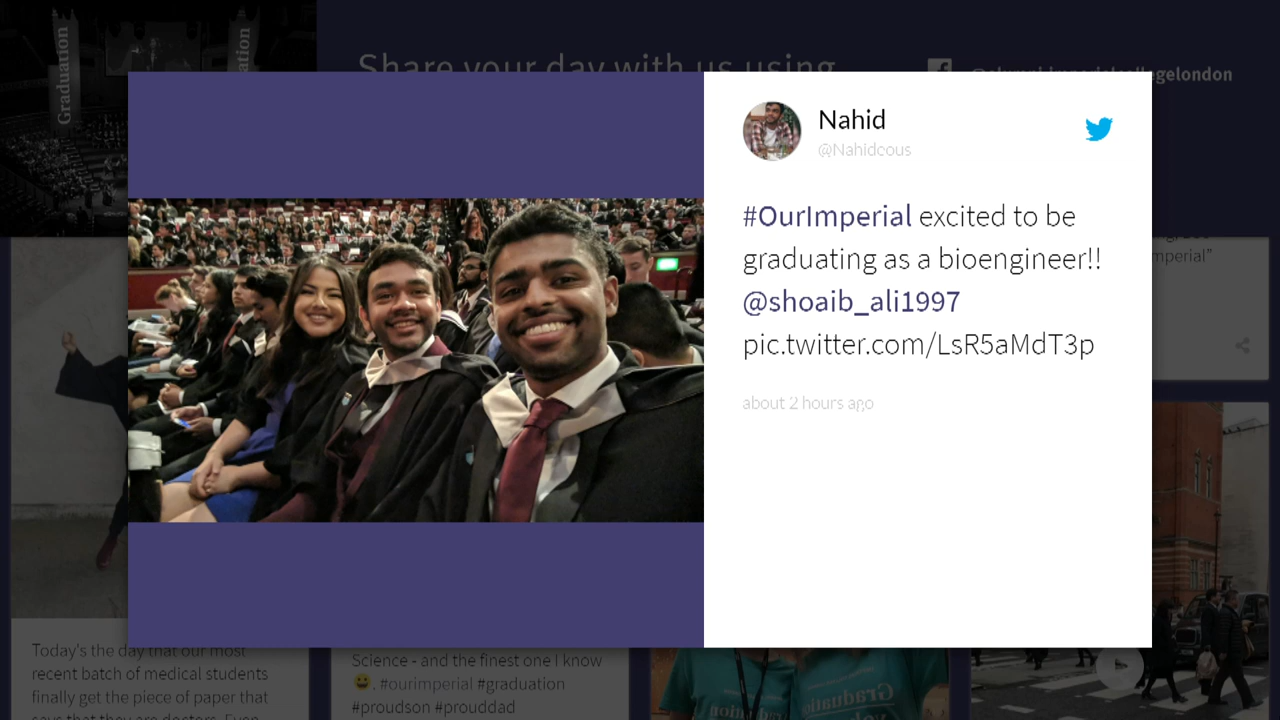 Graduation
Share your day with us using
Nahid
@Nahideous
#OurImperial excited to be
graduating as a bioengineer!!
@shoaib_ali1997
pic.twitter.com/LsR5aMdT3p
about 2 hours ago
Today's the day that our most
recent batch of medical students
finally get the piece of paper that
Science - and the finest one I know
😀. #ourimperial #graduation
#proudson #prouddad